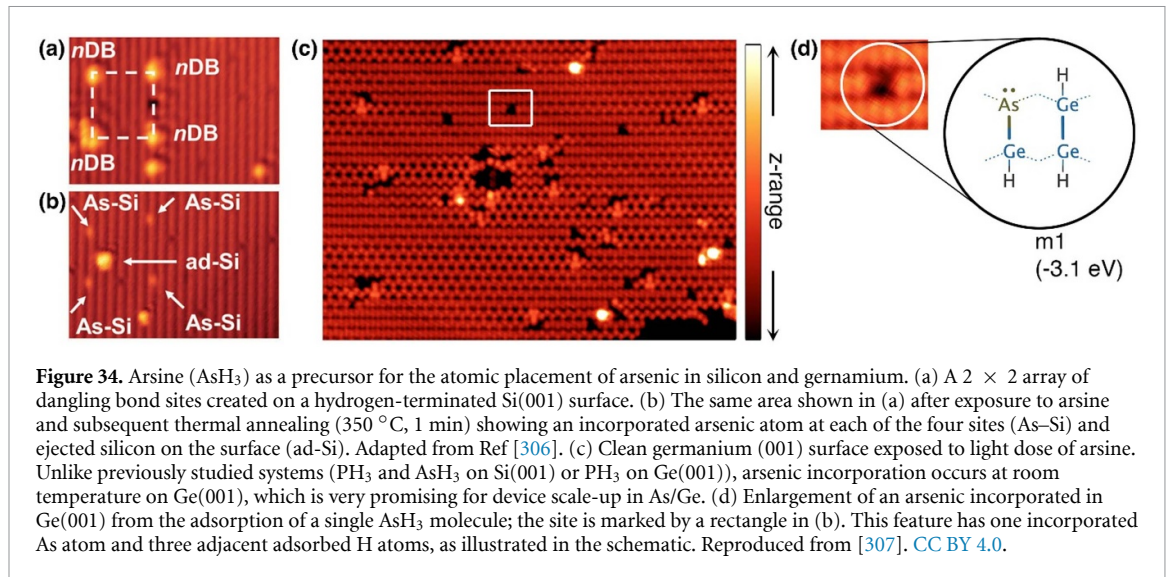 (a)
nDB
nDB
nDB
nDB
(b)
As-Si
As-Si
ad-Si
As-Si
As-Si
(c)
z-range
(d)
H
As
Ge
Ge
Ge
H
H
m1
(-3.1 eV)
Figure 34. Arsine (AsH₃) as a precursor for the atomic placement of arsenic in silicon and gernamium. (a) A 2 × 2 array of
dangling bond sites created on a hydrogen-terminated Si(001) surface. (b) The same area shown in (a) after exposure to arsine
and subsequent thermal annealing (350 °C, 1 min) showing an incorporated arsenic atom at each of the four sites (As–Si) and
ejected silicon on the surface (ad-Si). Adapted from Ref [306]. (c) Clean germanium (001) surface exposed to light dose of arsine.
Unlike previously studied systems (PH₃ and AsH₃ on Si(001) or PH₃ on Ge(001)), arsenic incorporation occurs at room
temperature on Ge(001), which is very promising for device scale-up in As/Ge. (d) Enlargement of an arsenic incorporated in
Ge(001) from the adsorption of a single AsH₃ molecule; the site is marked by a rectangle in (b). This feature has one incorporated
As atom and three adjacent adsorbed H atoms, as illustrated in the schematic. Reproduced from [307]. CC BY 4.0.